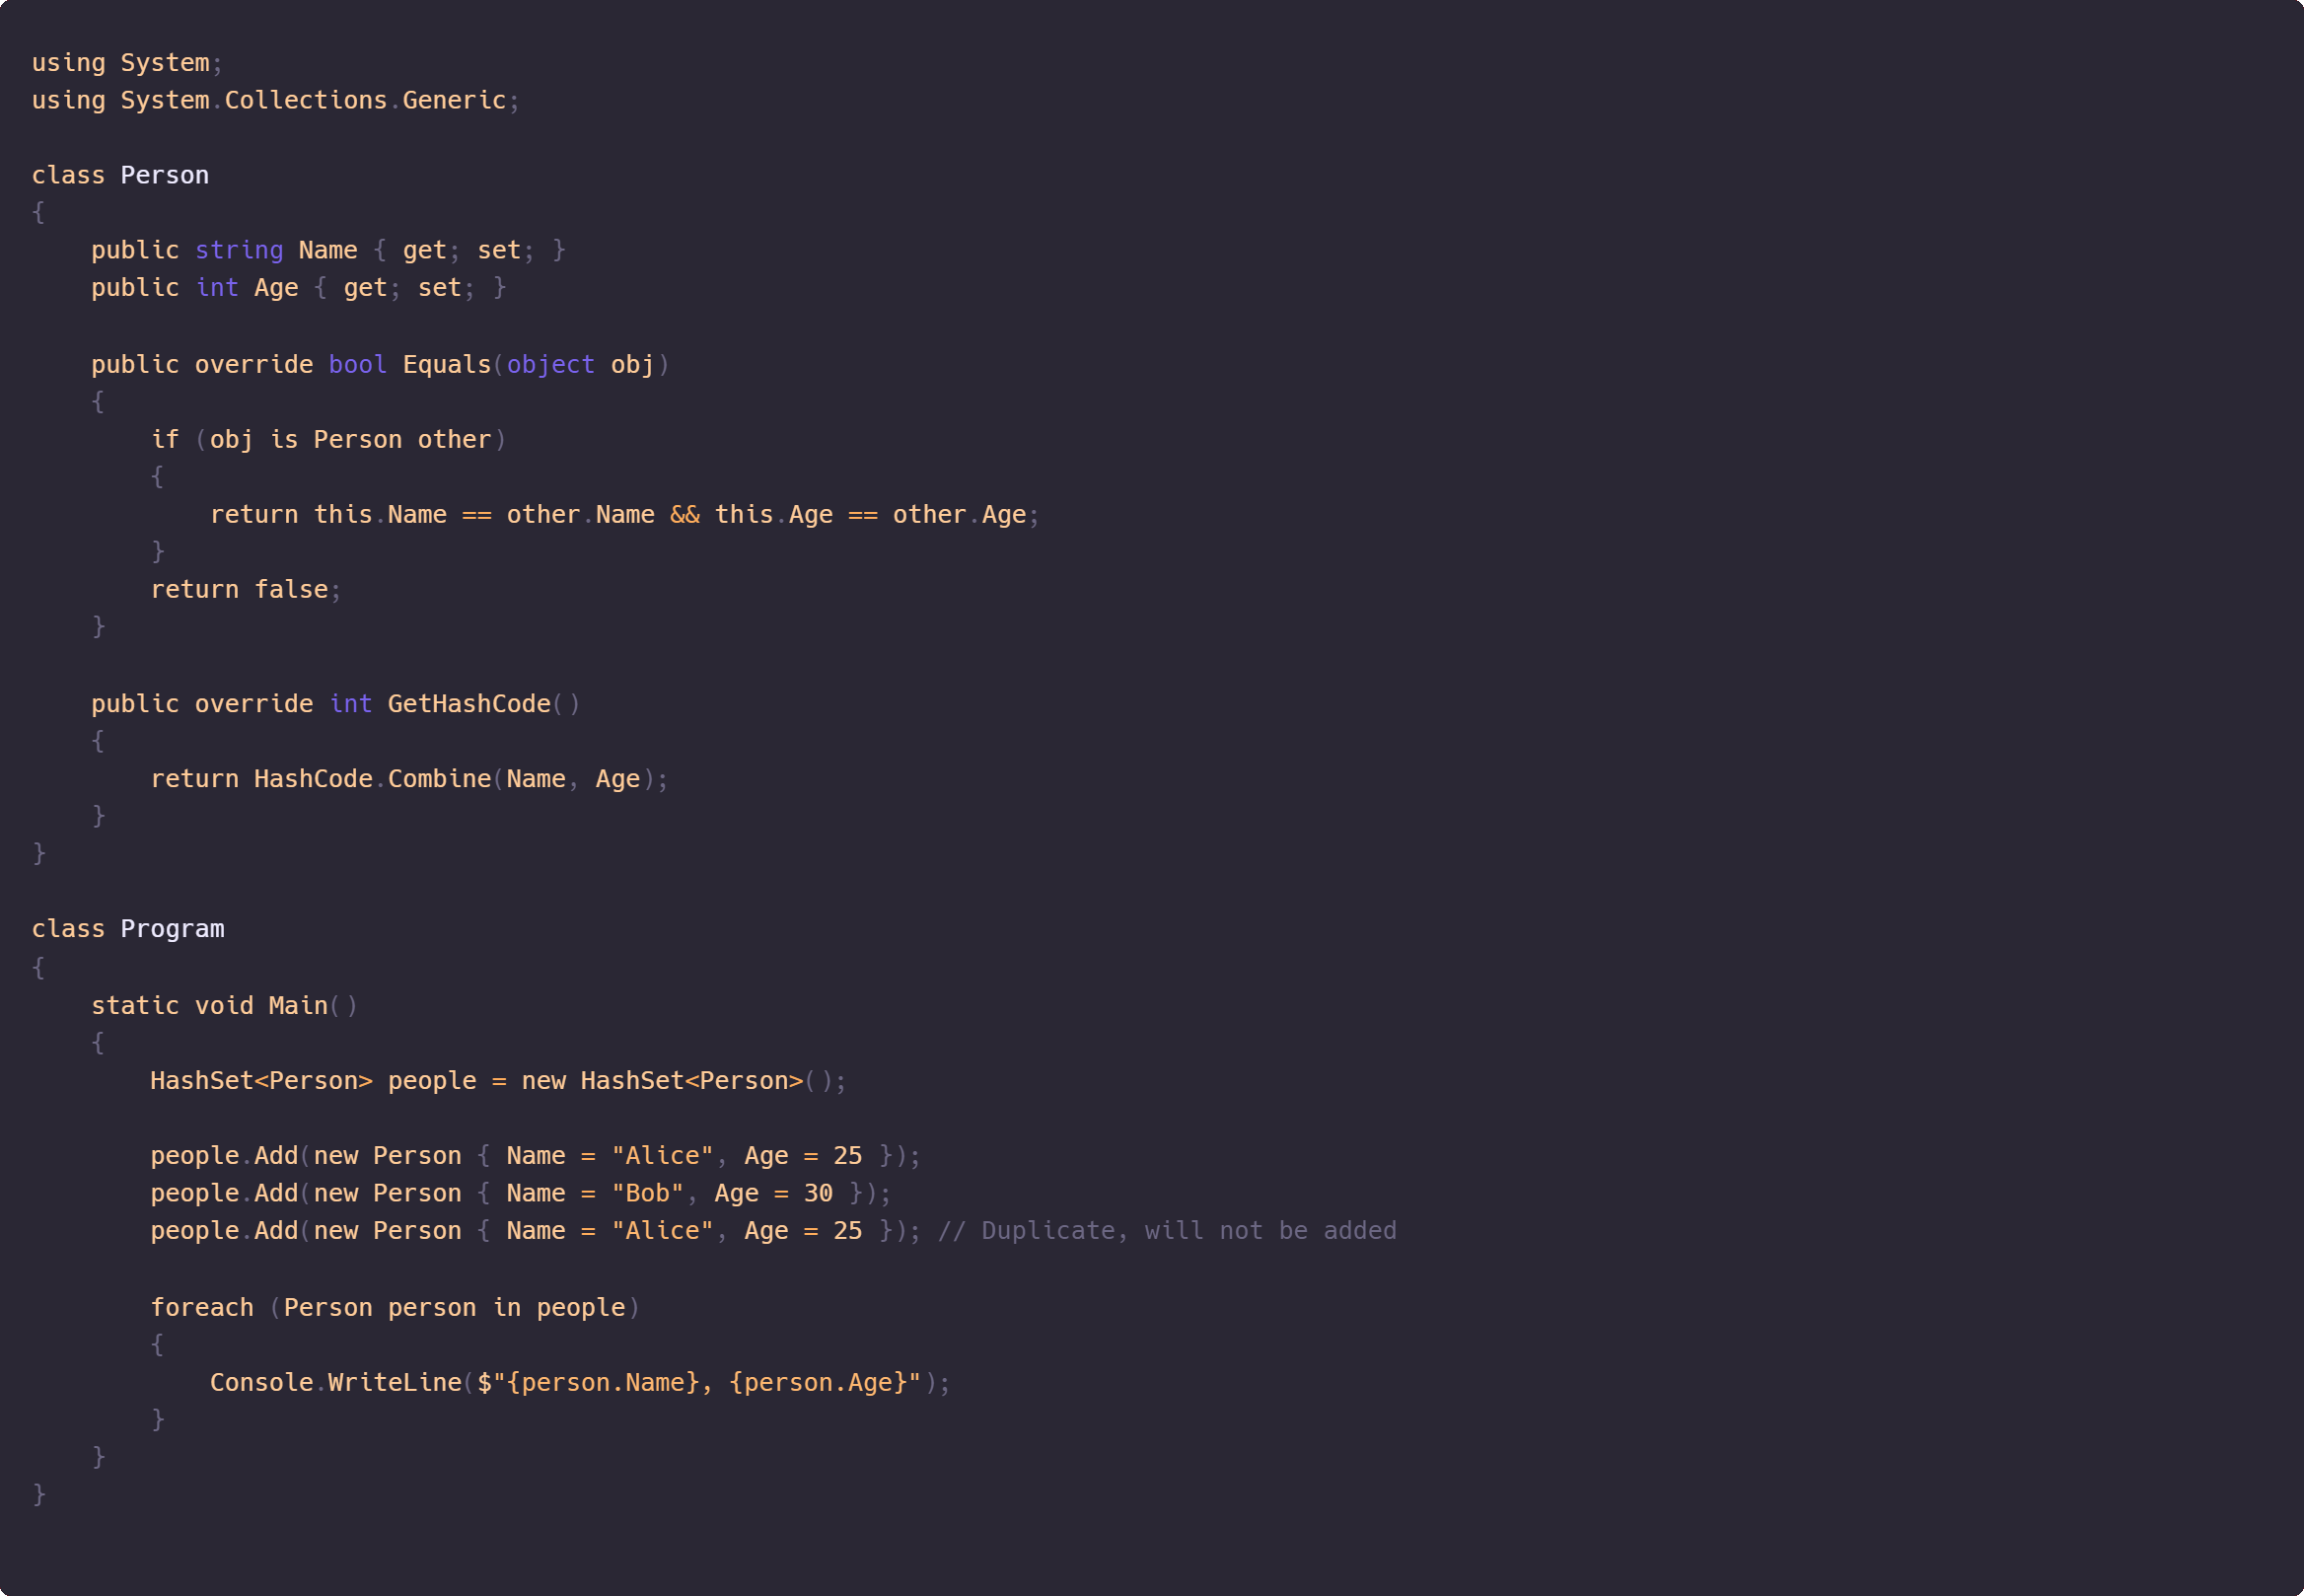 using System;
using System.Collections.Generic;

class Person
{
    public string Name { get; set; }
    public int Age { get; set; }

    public override bool Equals(object obj)
    {
        if (obj is Person other)
        {
            return this.Name == other.Name && this.Age == other.Age;
        }
        return false;
    }

    public override int GetHashCode()
    {
        return HashCode.Combine(Name, Age);
    }
}

class Program
{
    static void Main()
    {
        HashSet<Person> people = new HashSet<Person>();

        people.Add(new Person { Name = "Alice", Age = 25 });
        people.Add(new Person { Name = "Bob", Age = 30 });
        people.Add(new Person { Name = "Alice", Age = 25 }); // Duplicate, will not be added

        foreach (Person person in people)
        {
            Console.WriteLine($"{person.Name}, {person.Age}");
        }
    }
}